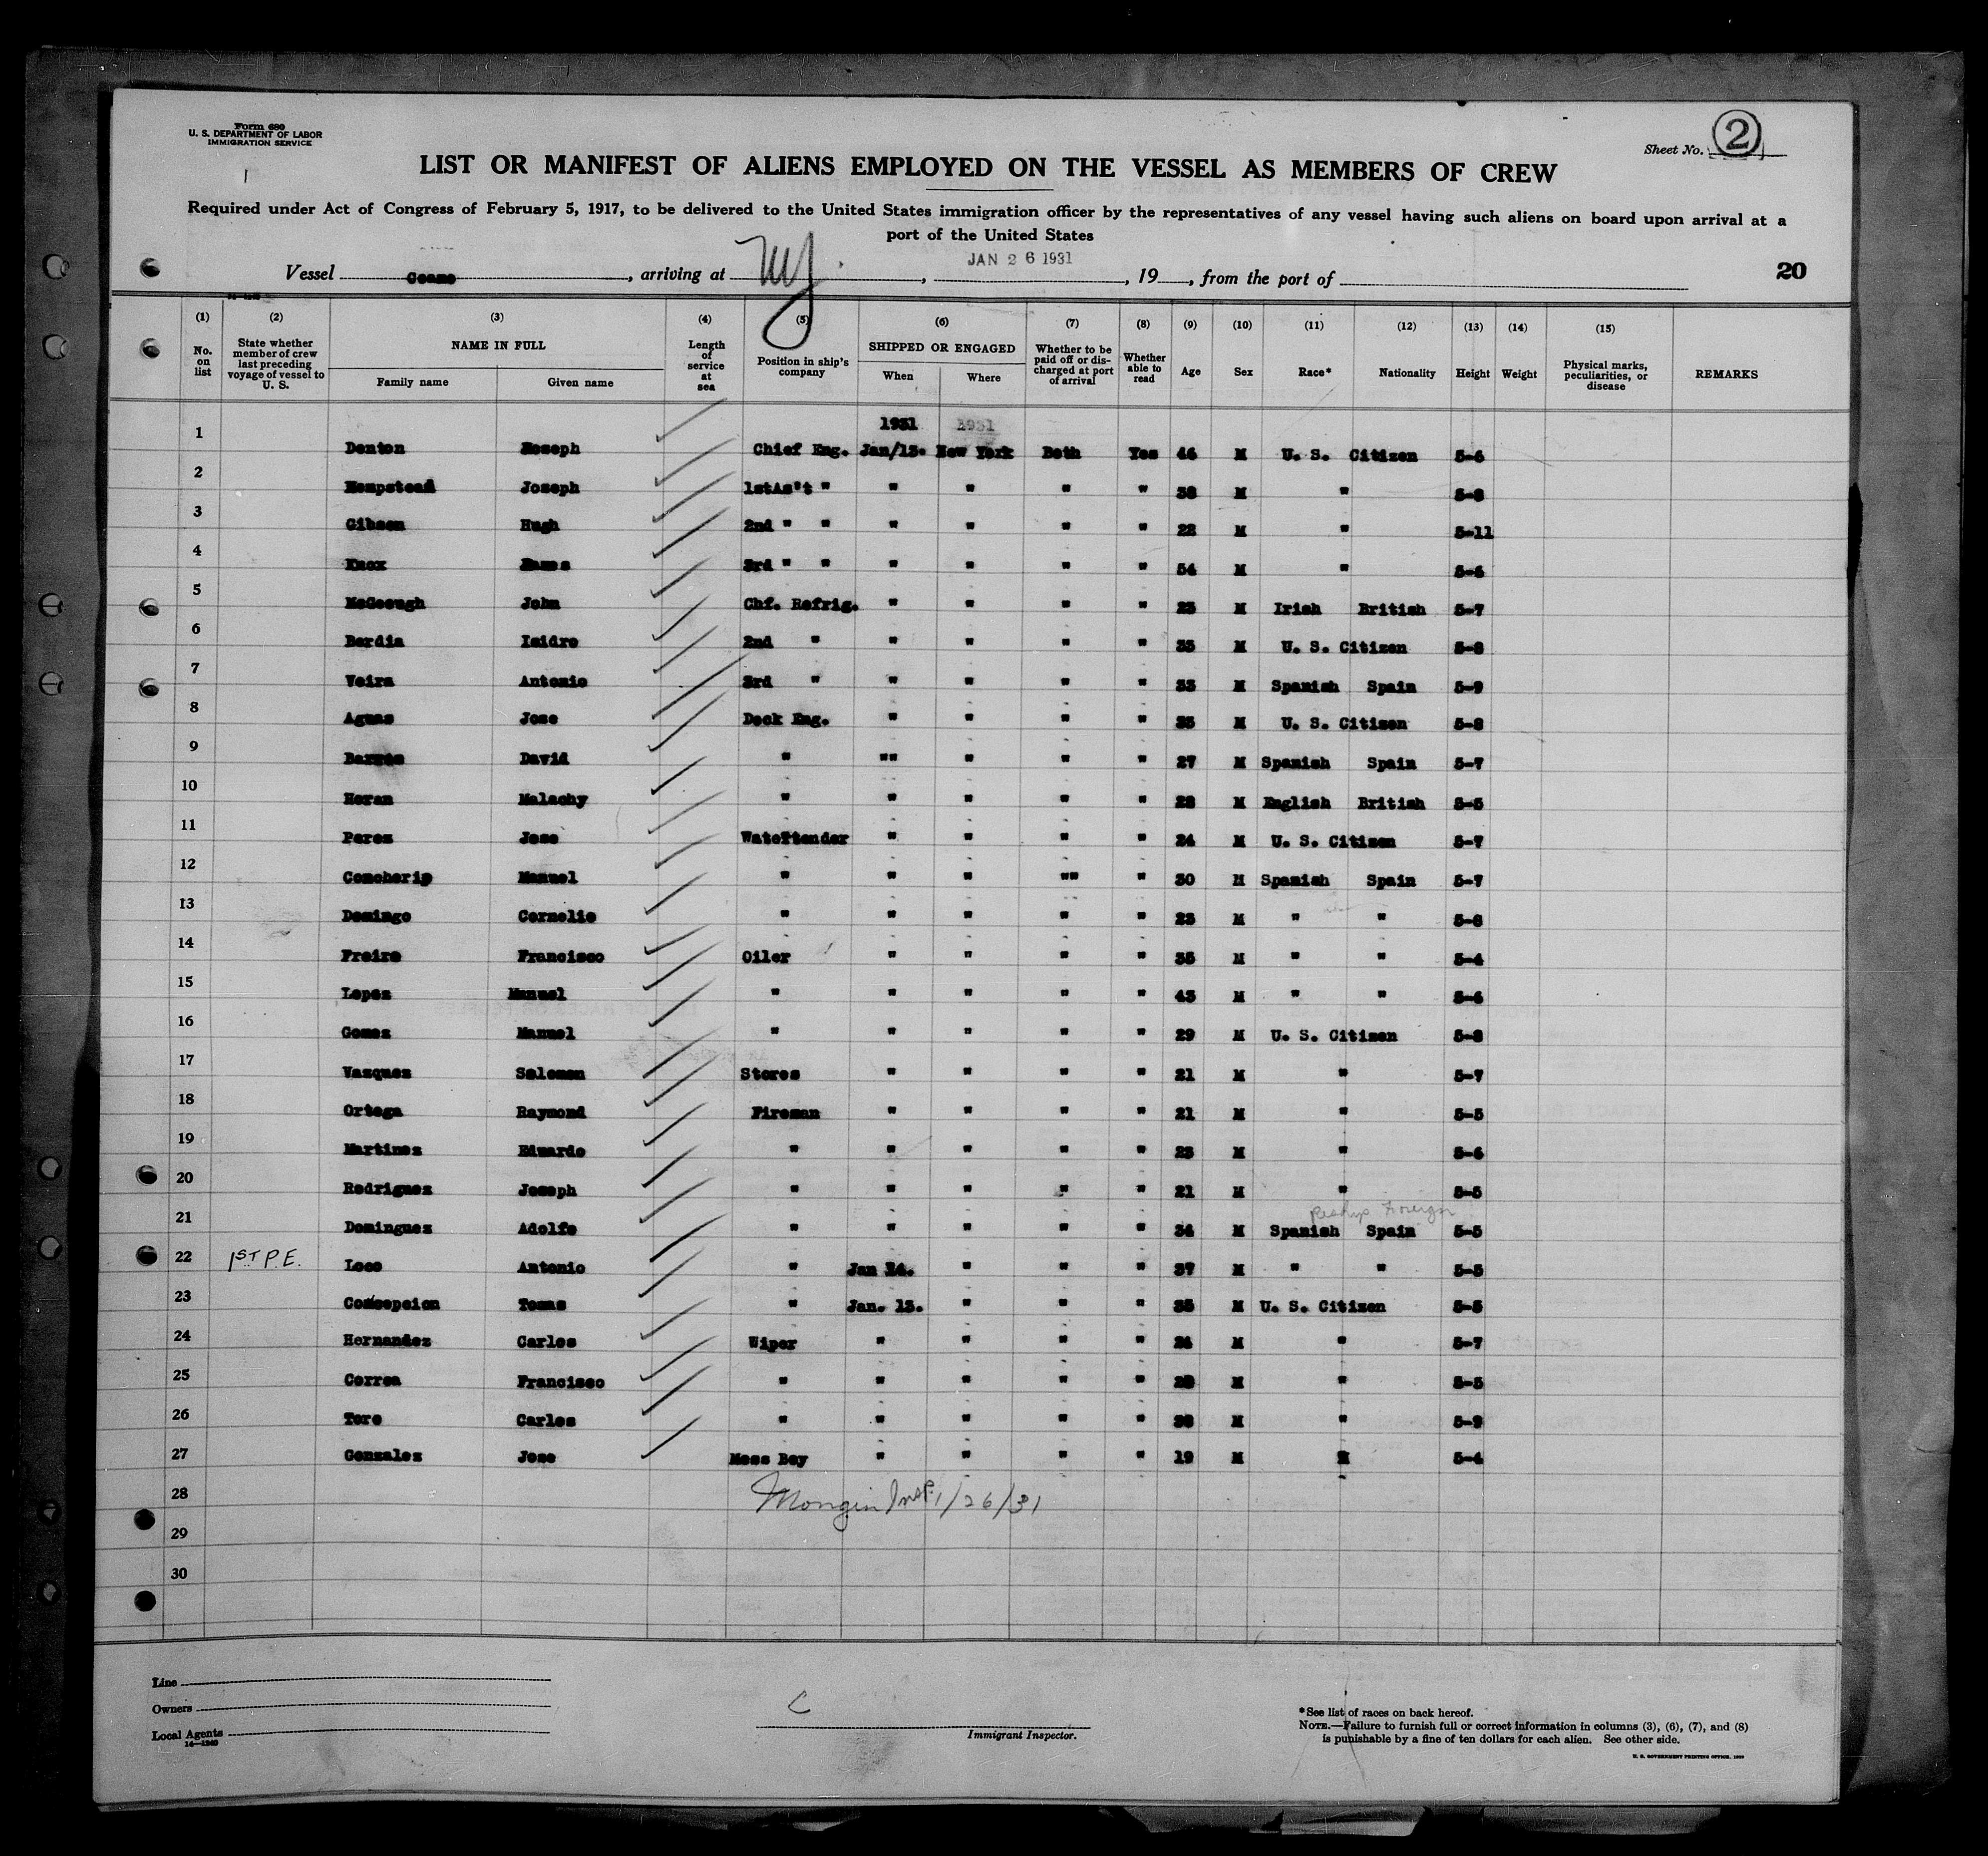 Form 680
U. S. DEPARTMENT OF LABOR
IMMIGRATION SERVICE
Sheet No. 2
LIST OR MANIFEST OF ALIENS EMPLOYED ON THE VESSEL AS MEMBERS OF CREW
Required under Act of Congress of February 5, 1917, to be delivered to the United States immigration officer by the representatives of any vessel having such aliens on board upon arrival at a
port of the United States
Vessel Coamo, arriving at NY., JAN 26 1931, 19, from the port of 20
(1) (2) (3) (4) (5) (6) (7) (8) (9) (10) (11) (12) (13) (14) (15)
No. on list State whether member of crew last preceding voyage of vessel to U. S. NAME IN FULL Family name Given name Length of service at sea Position in ship's company SHIPPED OR ENGAGED When Where Whether to be paid off or discharged at port of arrival Whether able to read Age Sex Race* Nationality Height Weight Physical marks, peculiarities, or disease REMARKS
1931 1931
1 Denton Joseph Chief Eng. Jan/13. New York Both Yes 46 M U. S. Citizen 5-6
2 Hempstead Joseph 1stAs't " " " " " 38 M " 5-8
3 Gibson Hugh 2nd " " " " " " 22 M " 5-11
4 Knox James 3rd " " " " " " 54 M " 5-6
5 McGeough John Chf. Refrig. " " " " 23 M Irish British 5-7
6 Berdia Isidro 2nd " " " " " 33 M U. S. Citizen 5-8
7 Veira Antonio 3rd " " " " " 33 M Spanish Spain 5-9
8 Aguas Jose Deck Eng. " " " " 35 M U. S. Citizen 5-8
9 David " "" " " " 27 M Spanish Spain 5-7
10 Horan Malachy " " " " " 28 M English British 5-5
11 Perez Jose Watertender " " " " 24 M U. S. Citizen 5-7
12 Concherip Manuel " " " "" " 30 M Spanish Spain 5-7
13 Domingo Cornelio " " " " " 23 M " " 5-8
14 Freire Francisco Oiler " " " " 35 M " " 5-4
15 Lopez Manuel " " " " " 43 M " " 5-6
16 Gomez Manuel " " " " " 29 M U. S. Citizen 5-8
17 Vazquez Salomon Stores " " " " 21 M " 5-7
18 Ortega Raymond Fireman " " " " 21 M " 5-5
19 Martinez Eduardo " " " " " 23 M " 5-6
20 Rodriguez Joseph " " " " " 21 M " 5-5
Foreign
21 Dominguez Adolfo " " " " " 34 M Spanish Spain 5-5
22 1ST P.E. Loco Antonio " Jan 24. " " " 37 M " " 5-5
23 Concepcion Tomas " Jan. 13. " " " 35 M U. S. Citizen 5-5
24 Hernandez Carlos Wiper " " " " 24 M " 5-7
25 Correa Francisco " " " " " M " 5-5
26 Toro Carlos " " " " " 38 M " 5-9
27 Gonzalez Jose Mess Boy " " " " 19 M " 5-4
28 Mongin Insp. 1/26/31
29
30
Line
Owners
Local Agents
14—1240
C
Immigrant Inspector.
*See list of races on back hereof.
NOTE.—Failure to furnish full or correct information in columns (3), (6), (7), and (8)
is punishable by a fine of ten dollars for each alien. See other side.